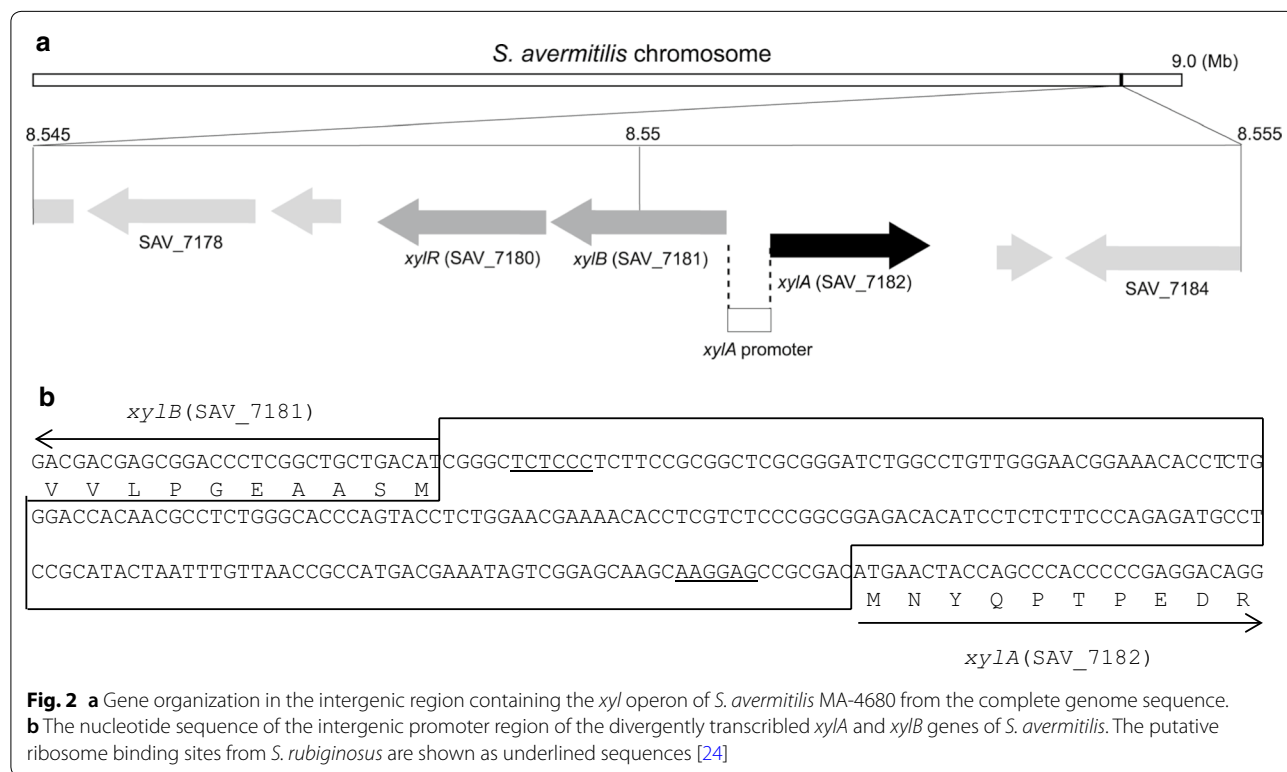 a
S. avermitilis chromosome
9.0 (Mb)
8.545
8.55
8.555
SAV_7178
xylR (SAV_7180)
xylB (SAV_7181)
xylA (SAV_7182)
SAV_7184
xylA promoter
b
xylB(SAV_7181)
GACGACGAGCGGACCCTCGGCTGCTGACATCGGGCTCTCCCTCTTCCGCGGCTCGCGGGATCTGGCCTGTTGGGAACGGAAACACCTCTG
V V L P G E A A S M
GGACCACAACGCCTCTGGGCACCCAGTACCTCTGGAACGAAAACACCTCGTCTCCCGGCGGAGACACATCCTCTCTTCCCAGAGATGCCT
CCGCATACTAATTTGTTAACCGCCATGACGAAATAGTCGGAGCAAGCAAGGAGCCGCGACATGAACTACCAGCCCACCCCCGAGGACAGG
M N Y Q P T P E D R
xylA(SAV_7182)
Fig. 2 a Gene organization in the intergenic region containing the xyl operon of S. avermitilis MA-4680 from the complete genome sequence.
b The nucleotide sequence of the intergenic promoter region of the divergently transcribed xylA and xylB genes of S. avermitilis. The putative
ribosome binding sites from S. rubiginosus are shown as underlined sequences [24]